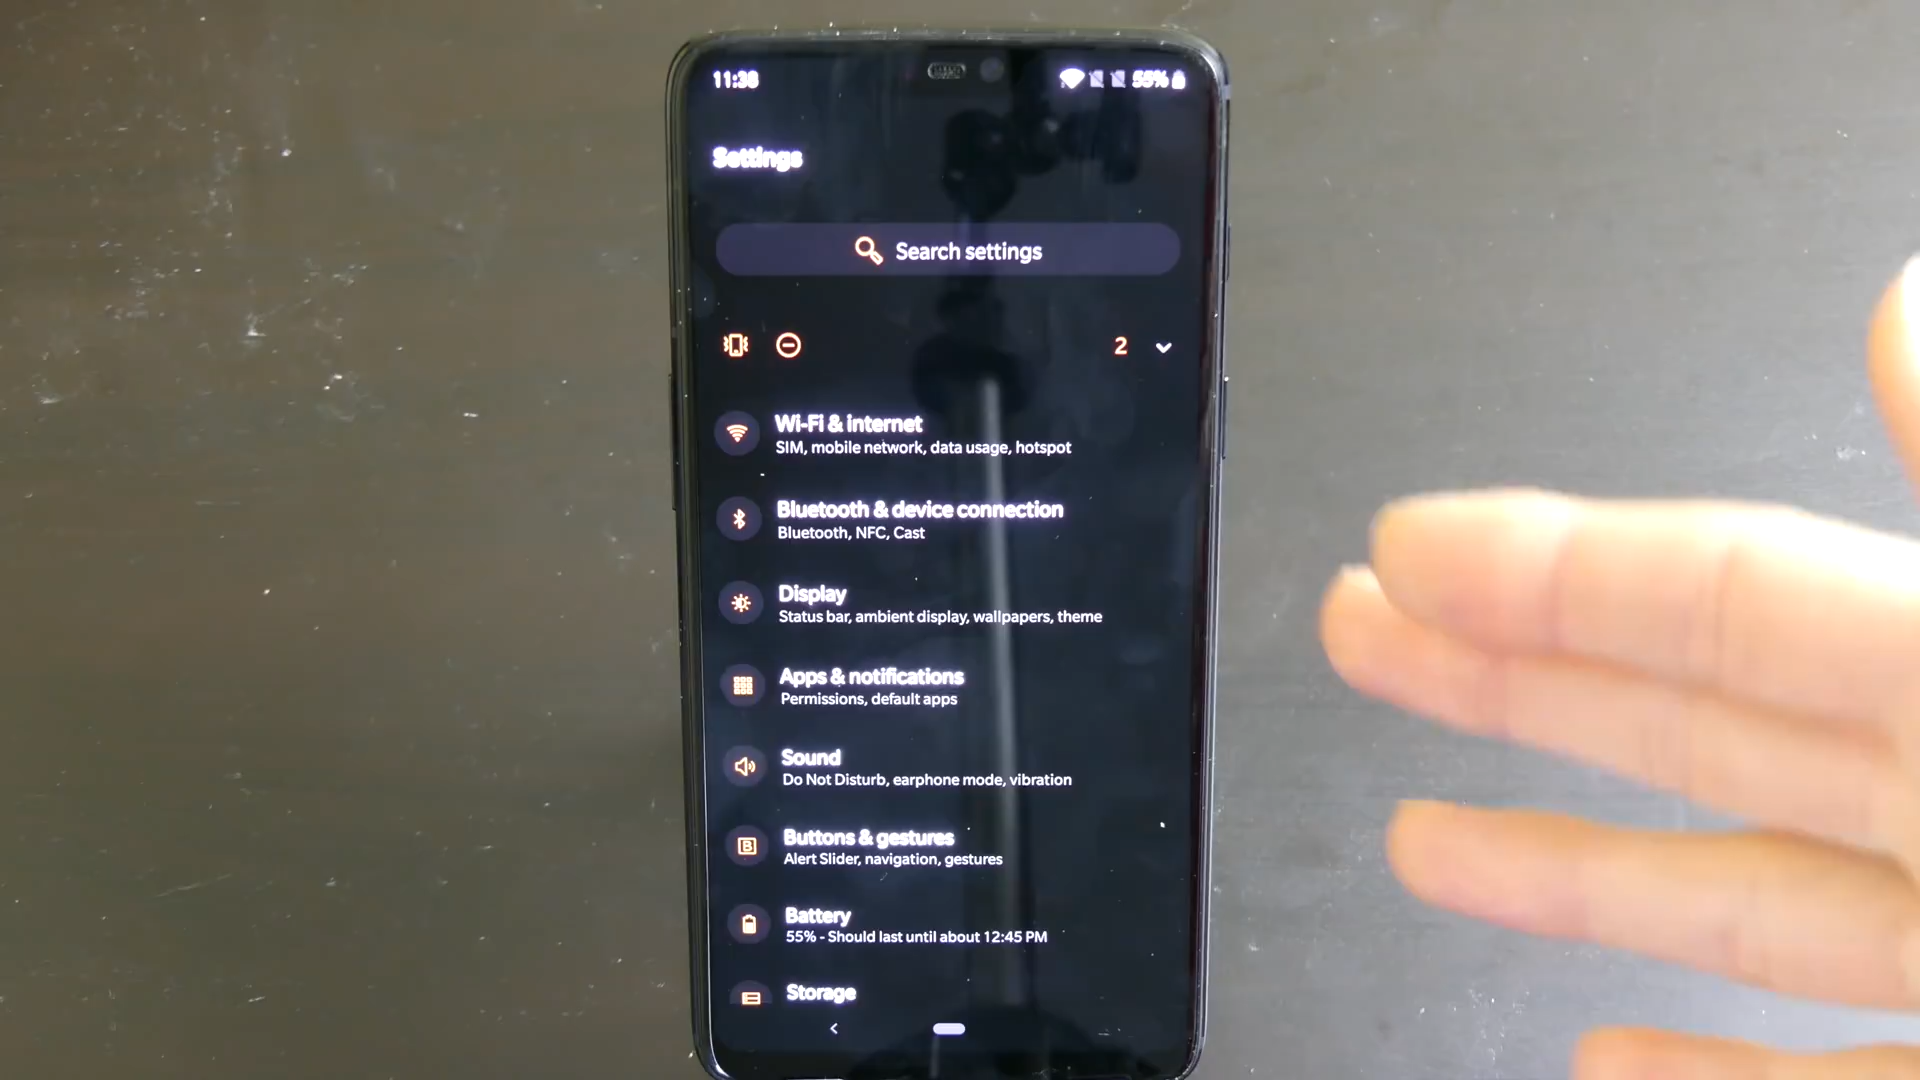 11:38
55%
Settings
Search settings
2
Wi-Fi & internet
SIM, mobile network, data usage, hotspot
Bluetooth & device connection
Bluetooth, NFC, Cast
Display
Status bar, ambient display, wallpapers, theme
Apps & notifications
Permissions, default apps
Sound
Do Not Disturb, earphone mode, vibration
Buttons & gestures
Alert Slider, navigation, gestures
Battery
55% - Should last until about 12:45 PM
Storage